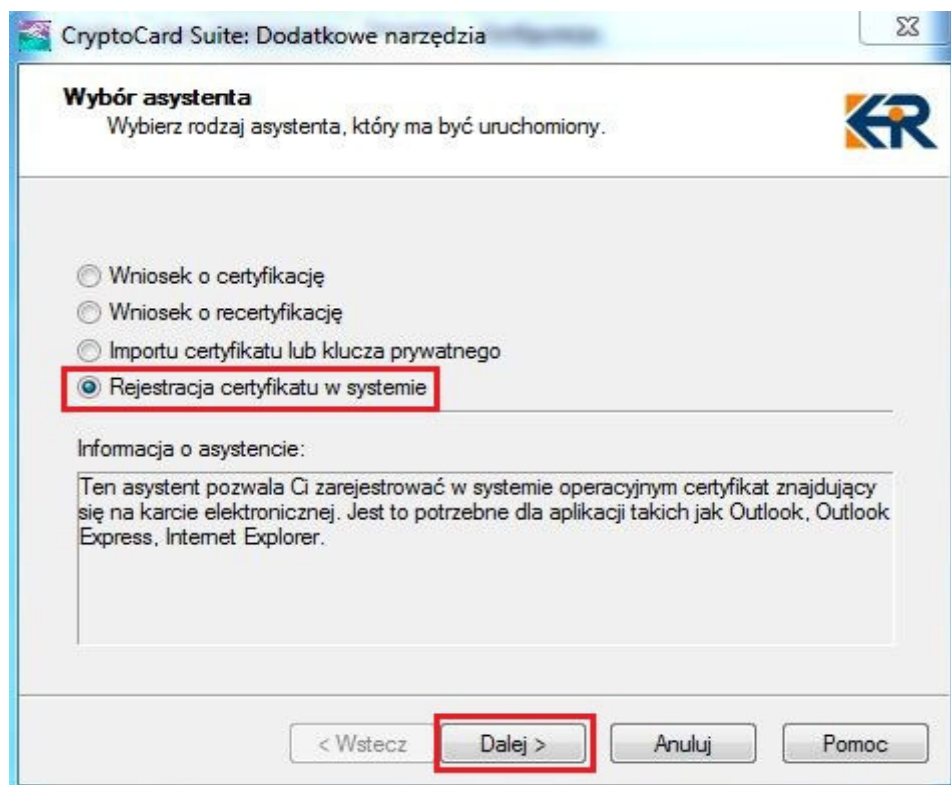 CryptoCard Suite: Dodatkowe narzędzia
Wybór asystenta
Wybierz rodzaj asystenta, który ma być uruchomiony.
KIR
Wniosek o certyfikację
Wniosek o recertyfikację
Importu certyfikatu lub klucza prywatnego
Rejestracja certyfikatu w systemie
Informacja o asystencie:
Ten asystent pozwala Ci zarejestrować w systemie operacyjnym certyfikat znajdujący
się na karcie elektronicznej. Jest to potrzebne dla aplikacji takich jak Outlook, Outlook
Express, Internet Explorer.
< Wstecz
Dalej >
Anuluj
Pomoc